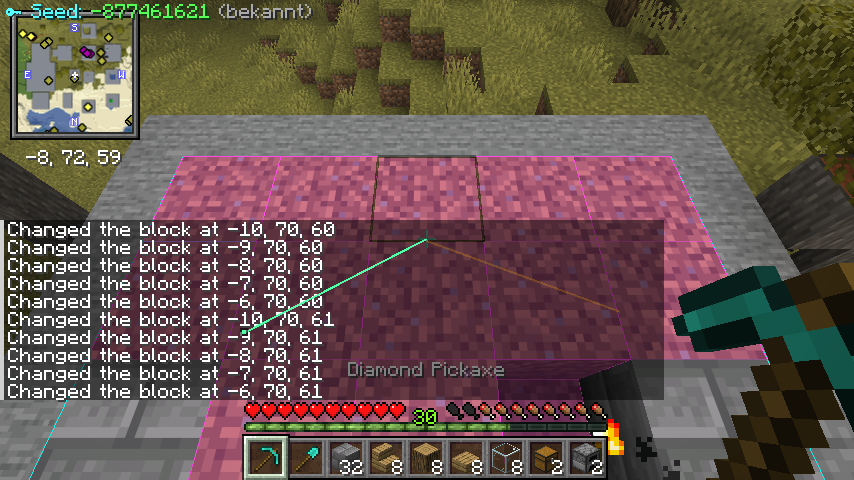 Seed: -877461621 (bekannt)
S
E W
N
-8, 72, 59
Changed the block at -10, 70, 60
Changed the block at -9, 70, 60
Changed the block at -8, 70, 60
Changed the block at -7, 70, 60
Changed the block at -6, 70, 60
Changed the block at -10, 70, 61
Changed the block at -9, 70, 61
Changed the block at -8, 70, 61
Changed the block at -7, 70, 61
Changed the block at -6, 70, 61
Diamond Pickaxe
30
32 8 8 8 8 2 2